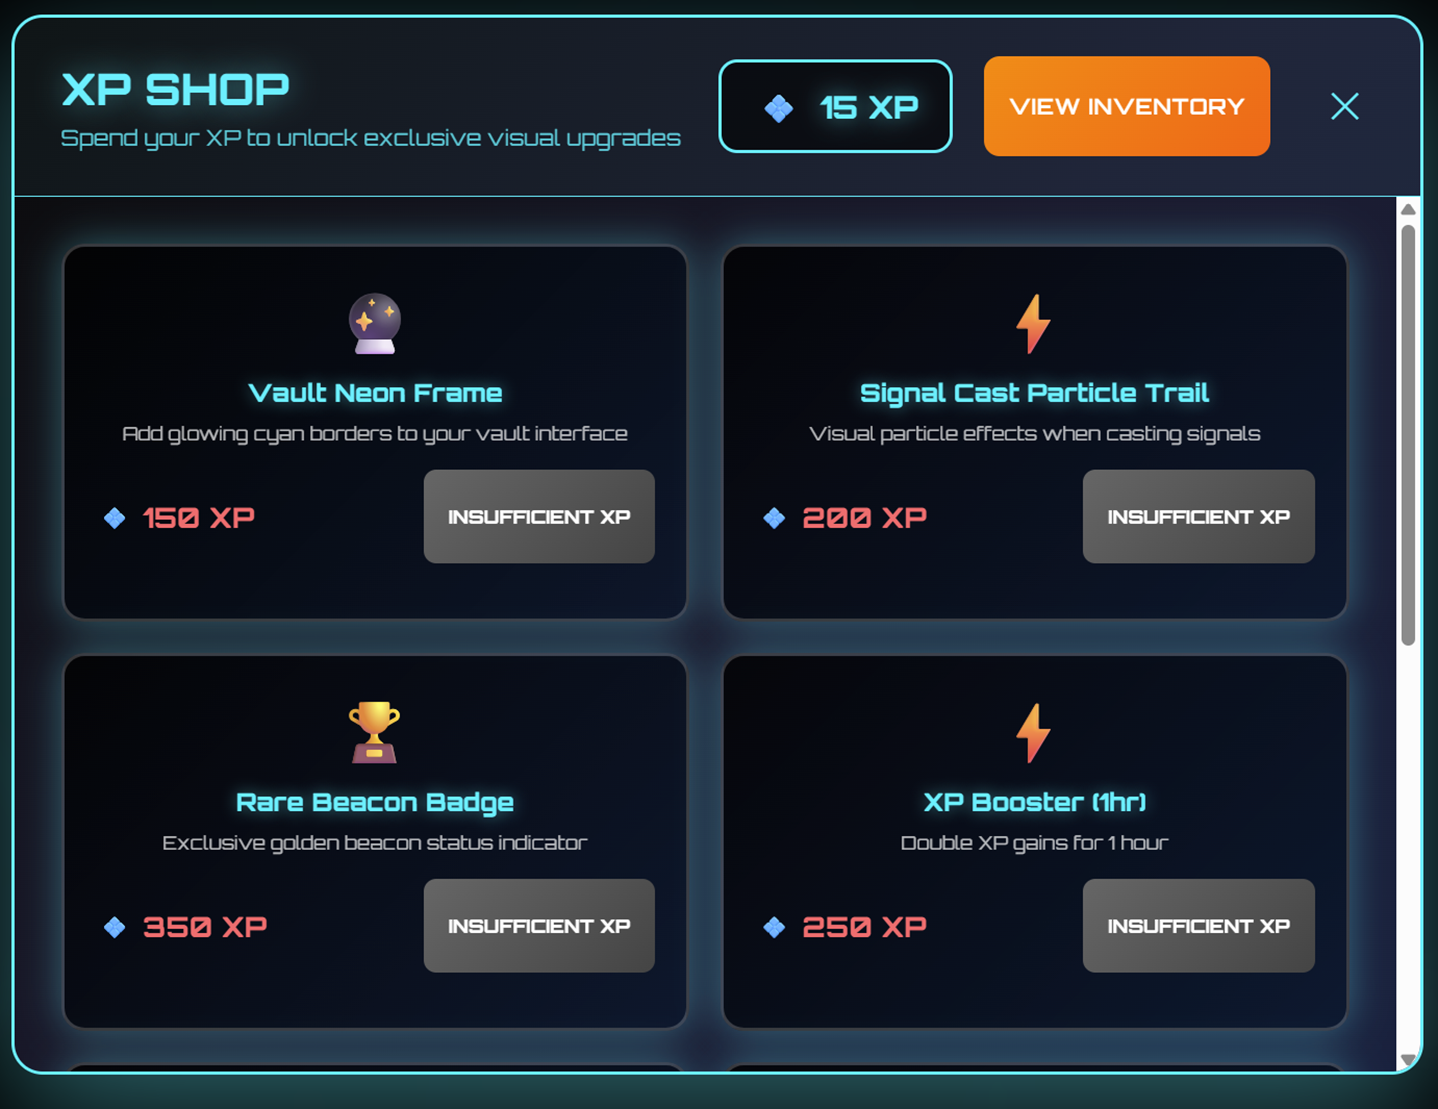 XP SHOP
Spend your XP to unlock exclusive visual upgrades
15 XP
VIEW INVENTORY
Vault Neon Frame
Add glowing cyan borders to your vault interface
150 XP
INSUFFICIENT XP
Signal Cast Particle Trail
Visual particle effects when casting signals
200 XP
INSUFFICIENT XP
Rare Beacon Badge
Exclusive golden beacon status indicator
350 XP
INSUFFICIENT XP
XP Booster (1hr)
Double XP gains for 1 hour
250 XP
INSUFFICIENT XP